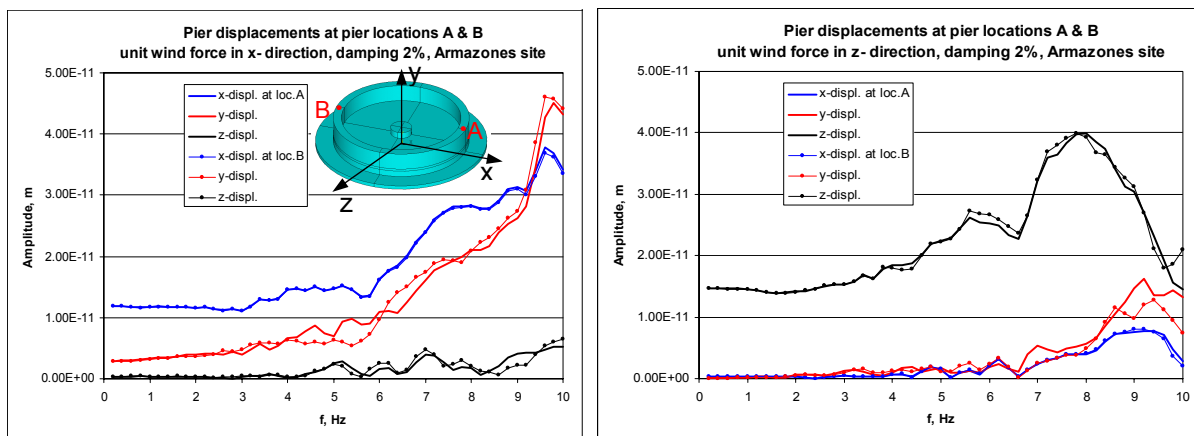 Pier displacements at pier locations A & B
unit wind force in x- direction, damping 2%, Armazones site
5.00E-11
4.00E-11
3.00E-11
2.00E-11
1.00E-11
0.00E+00
Amplitude, m
x-displ. at loc.A
y-displ.
z-displ.
x-displ. at loc.B
y-displ.
z-displ.
y
B
A
x
z
0 1 2 3 4 5 6 7 8 9 10
f, Hz
Pier displacements at pier locations A & B
unit wind force in z- direction, damping 2%, Armazones site
5.00E-11
4.00E-11
3.00E-11
2.00E-11
1.00E-11
0.00E+00
Amplitude, m
x-displ. at loc.A
y-displ.
z-displ.
x-displ. at loc.B
y-displ.
z-displ.
0 1 2 3 4 5 6 7 8 9 10
f, Hz